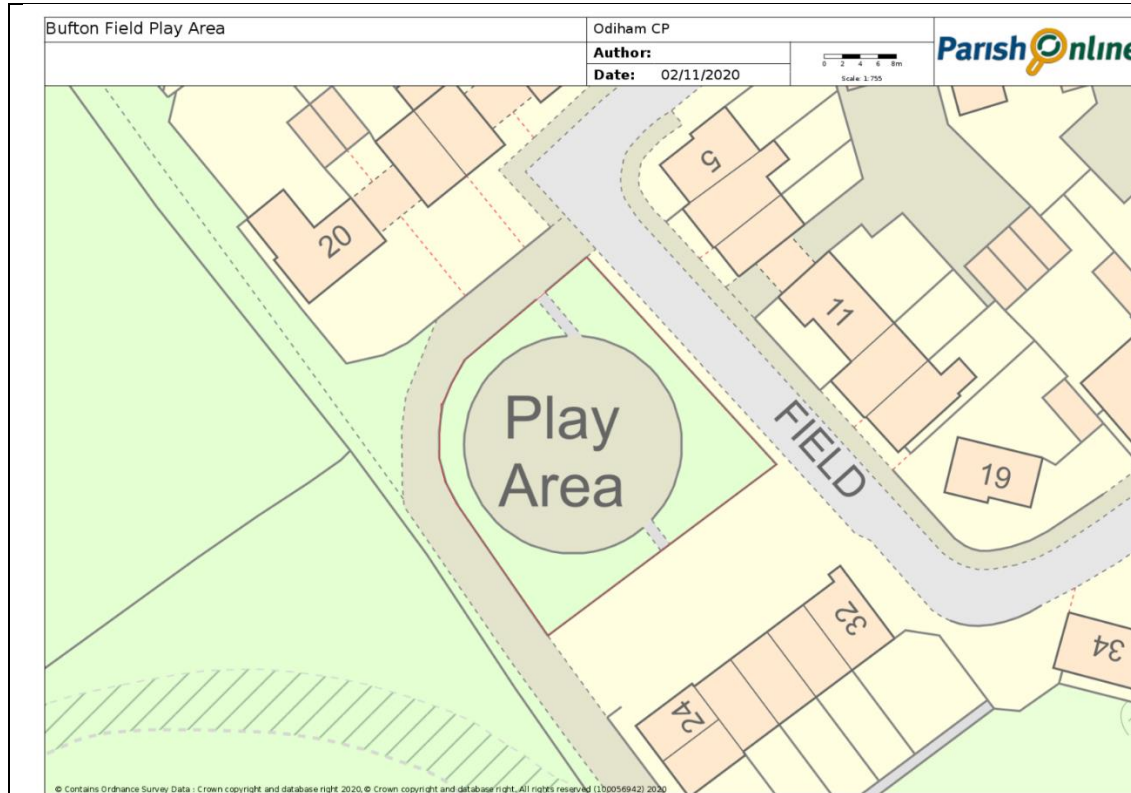 Bufton Field Play Area
Odiham CP
Author:
Date: 02/11/2020
0 2 4 6 8m
Scale: 1:755
Parish Online
20
5
11
Play
Area
FIELD
19
32
24
34
© Contains Ordnance Survey Data : Crown copyright and database right 2020, © Crown copyright and database right. All rights reserved (100056942) 2020